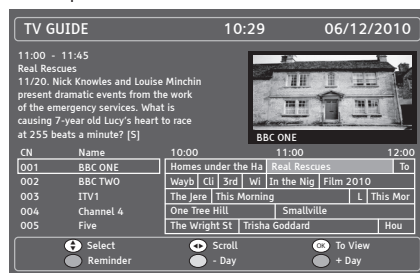 TV GUIDE 10:29 06/12/2010
11:00 - 11:45
Real Rescues
11/20. Nick Knowles and Louise Minchin
present dramatic events from the work
of the emergency services. What is
causing 7-year old Lucy's heart to race
at 255 beats a minute? [S]
BBC ONE
CN Name 10:00 11:00 12:00
001 BBC ONE Homes under the Ha Real Rescues To
002 BBC TWO Wayb Cli 3rd Wi In the Nig Film 2010
003 ITV1 The Jere This Morning L This Mor
004 Channel 4 One Tree Hill Smallville
005 Five The Wright St Trisha Goddard Hou
Select Scroll OK To View
Reminder - Day + Day